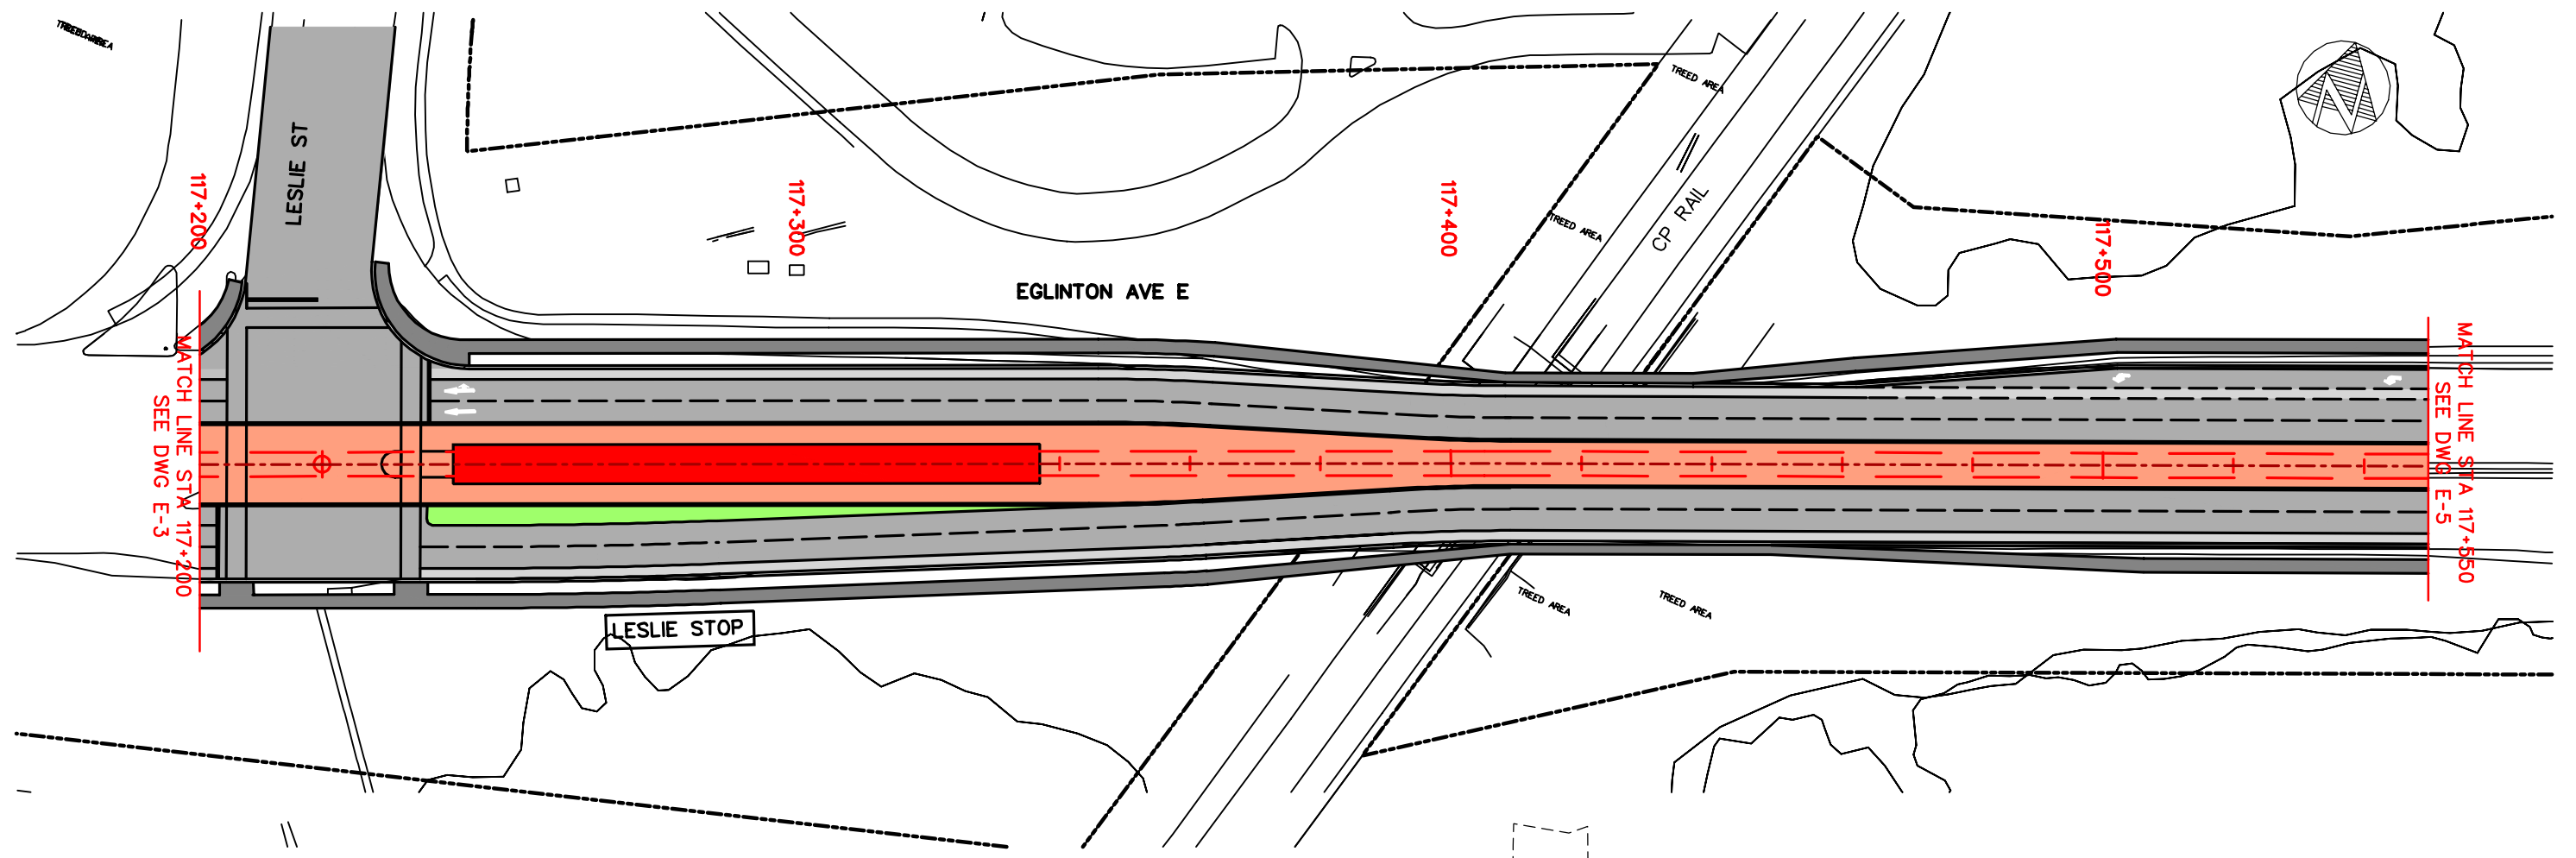 TREED AREA
LESLIE ST
117+200
117+300
117+400
117+500
TREED AREA
TREED AREA
CP RAIL
N
EGLINTON AVE E
MATCH LINE STA 117+200
SEE DWG E-3
MATCH LINE STA 117+550
SEE DWG E-5
LESLIE STOP
TREED AREA
TREED AREA